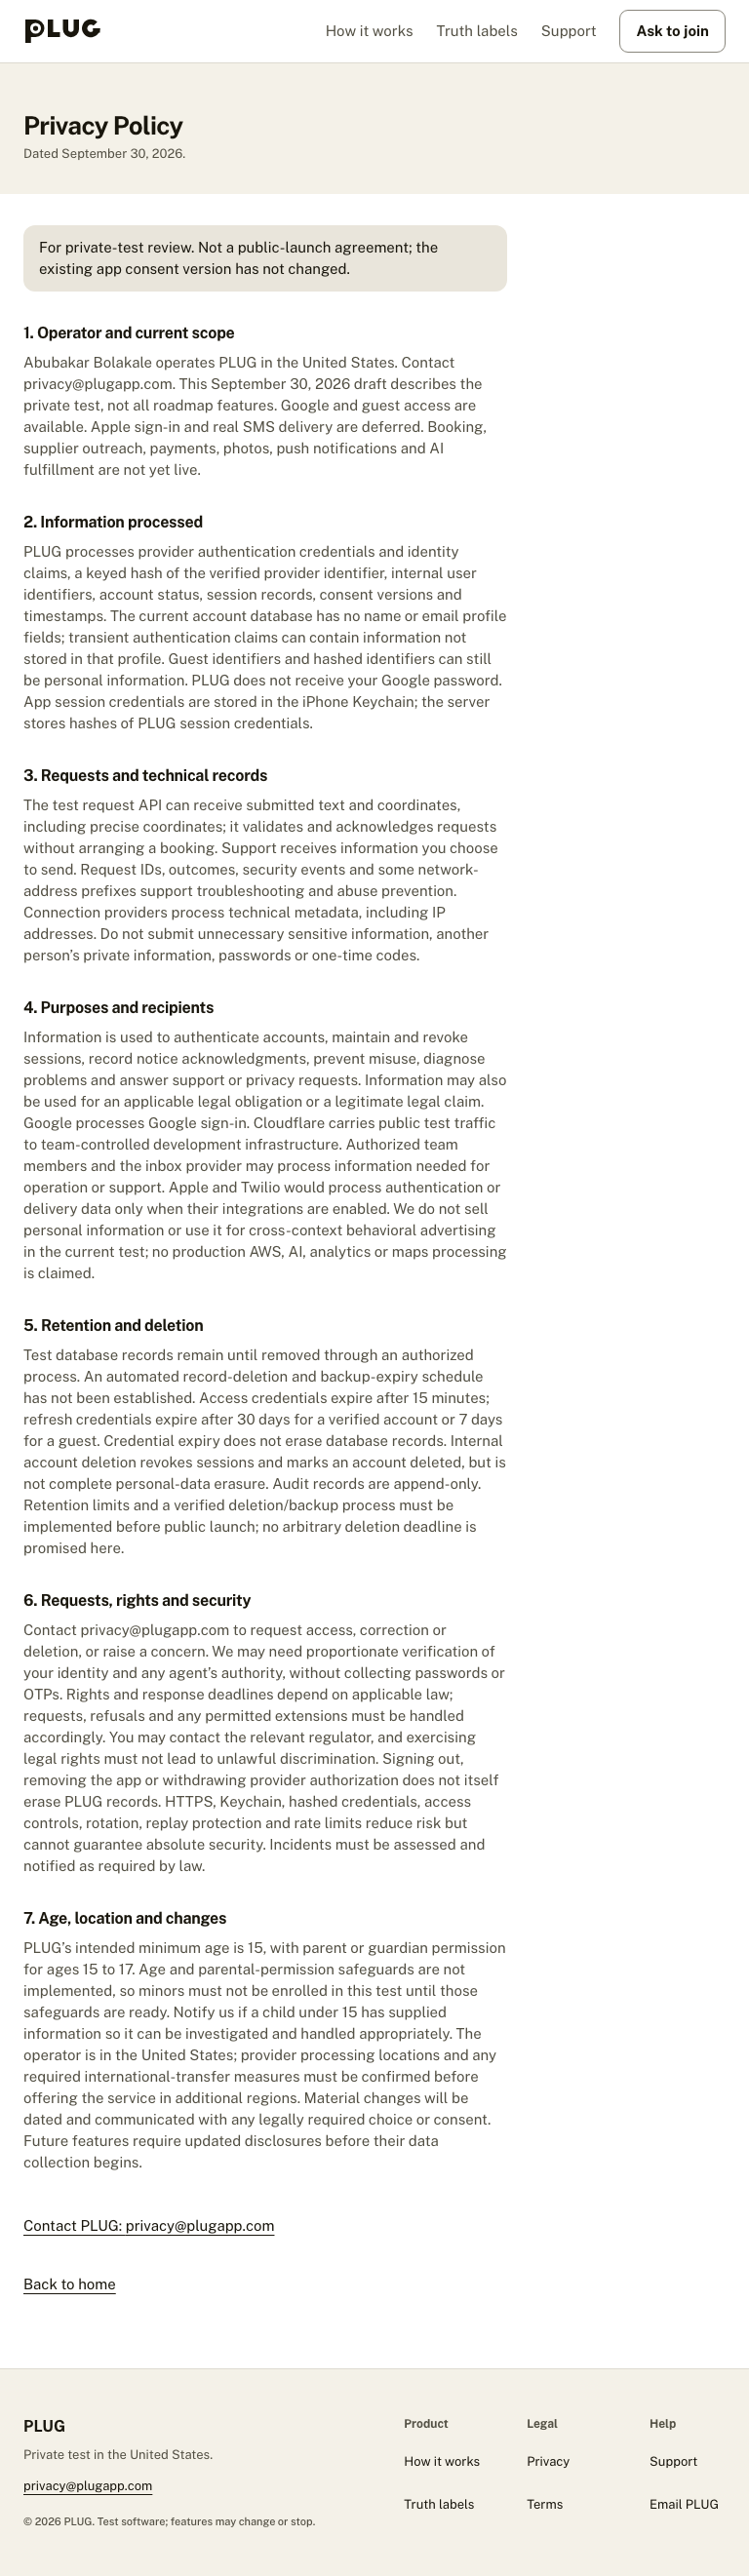 PLUG
How it works
Truth labels
Support
Ask to join
Privacy Policy
Dated September 30, 2026.
For private-test review. Not a public-launch agreement; the
existing app consent version has not changed.
1. Operator and current scope
Abubakar Bolakale operates PLUG in the United States. Contact
privacy@plugapp.com. This September 30, 2026 draft describes the
private test, not all roadmap features. Google and guest access are
available. Apple sign-in and real SMS delivery are deferred. Booking,
supplier outreach, payments, photos, push notifications and AI
fulfillment are not yet live.
2. Information processed
PLUG processes provider authentication credentials and identity
claims, a keyed hash of the verified provider identifier, internal user
identifiers, account status, session records, consent versions and
timestamps. The current account database has no name or email profile
fields; transient authentication claims can contain information not
stored in that profile. Guest identifiers and hashed identifiers can still
be personal information. PLUG does not receive your Google password.
App session credentials are stored in the iPhone Keychain; the server
stores hashes of PLUG session credentials.
3. Requests and technical records
The test request API can receive submitted text and coordinates,
including precise coordinates; it validates and acknowledges requests
without arranging a booking. Support receives information you choose
to send. Request IDs, outcomes, security events and some network-
address prefixes support troubleshooting and abuse prevention.
Connection providers process technical metadata, including IP
addresses. Do not submit unnecessary sensitive information, another
person’s private information, passwords or one-time codes.
4. Purposes and recipients
Information is used to authenticate accounts, maintain and revoke
sessions, record notice acknowledgments, prevent misuse, diagnose
problems and answer support or privacy requests. Information may also
be used for an applicable legal obligation or a legitimate legal claim.
Google processes Google sign-in. Cloudflare carries public test traffic
to team-controlled development infrastructure. Authorized team
members and the inbox provider may process information needed for
operation or support. Apple and Twilio would process authentication or
delivery data only when their integrations are enabled. We do not sell
personal information or use it for cross-context behavioral advertising
in the current test; no production AWS, AI, analytics or maps processing
is claimed.
5. Retention and deletion
Test database records remain until removed through an authorized
process. An automated record-deletion and backup-expiry schedule
has not been established. Access credentials expire after 15 minutes;
refresh credentials expire after 30 days for a verified account or 7 days
for a guest. Credential expiry does not erase database records. Internal
account deletion revokes sessions and marks an account deleted, but is
not complete personal-data erasure. Audit records are append-only.
Retention limits and a verified deletion/backup process must be
implemented before public launch; no arbitrary deletion deadline is
promised here.
6. Requests, rights and security
Contact privacy@plugapp.com to request access, correction or
deletion, or raise a concern. We may need proportionate verification of
your identity and any agent’s authority, without collecting passwords or
OTPs. Rights and response deadlines depend on applicable law;
requests, refusals and any permitted extensions must be handled
accordingly. You may contact the relevant regulator, and exercising
legal rights must not lead to unlawful discrimination. Signing out,
removing the app or withdrawing provider authorization does not itself
erase PLUG records. HTTPS, Keychain, hashed credentials, access
controls, rotation, replay protection and rate limits reduce risk but
cannot guarantee absolute security. Incidents must be assessed and
notified as required by law.
7. Age, location and changes
PLUG’s intended minimum age is 15, with parent or guardian permission
for ages 15 to 17. Age and parental-permission safeguards are not
implemented, so minors must not be enrolled in this test until those
safeguards are ready. Notify us if a child under 15 has supplied
information so it can be investigated and handled appropriately. The
operator is in the United States; provider processing locations and any
required international-transfer measures must be confirmed before
offering the service in additional regions. Material changes will be
dated and communicated with any legally required choice or consent.
Future features require updated disclosures before their data
collection begins.
Contact PLUG: privacy@plugapp.com
Back to home
PLUG
Private test in the United States.
privacy@plugapp.com
© 2026 PLUG. Test software; features may change or stop.
Product
How it works
Truth labels
Legal
Privacy
Terms
Help
Support
Email PLUG